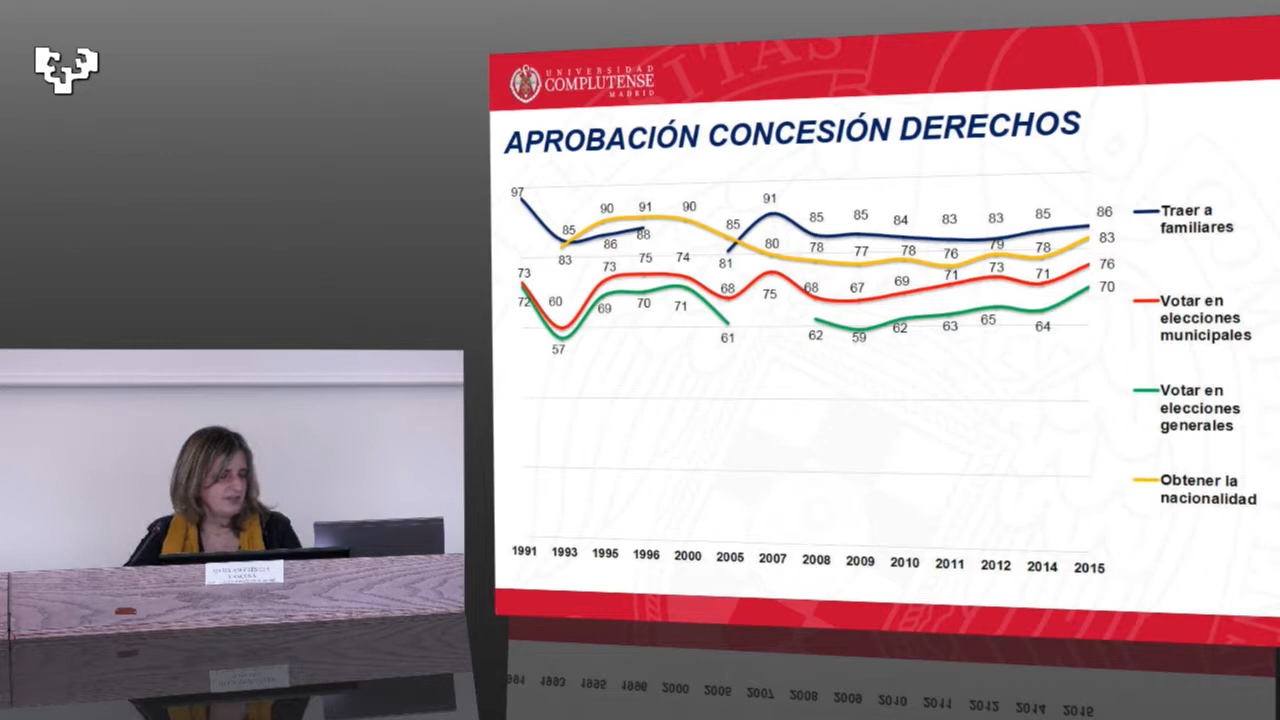 UNIVERSIDAD
COMPLUTENSE
MADRID
APROBACIÓN CONCESIÓN DERECHOS
97 85 86 88 81 91 85 85 84 83 83 85 86
83 90 91 90 85 80 78 77 78 76 79 78 83
73 60 73 75 74 68 75 68 67 69 71 73 71 76
72 57 69 70 71 61 62 59 62 63 65 64 70
Traer a
familiares
Votar en
elecciones
municipales
Votar en
elecciones
generales
Obtener la
nacionalidad
1991 1993 1995 1996 2000 2005 2007 2008 2009 2010 2011 2012 2014 2015